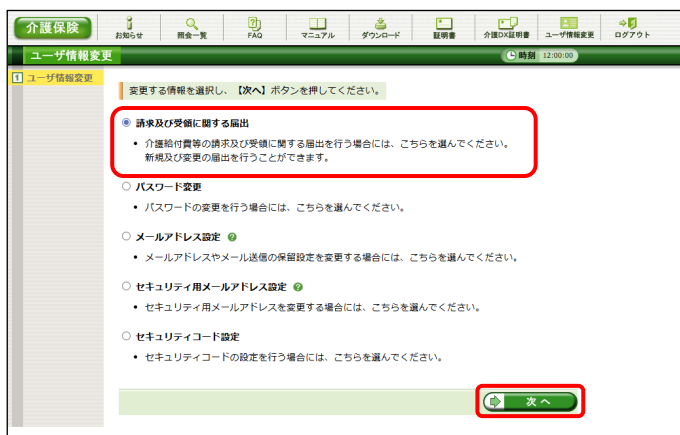 介護保険
お知らせ
照会一覧
FAQ
マニュアル
ダウンロード
証明書
介護DX証明書
ユーザ情報変更
ログアウト
ユーザ情報変更
時刻 12:00:00
1 ユーザ情報変更
変更する情報を選択し、【次へ】ボタンを押してください。
請求及び受領に関する届出
• 介護給付費等の請求及び受領に関する届出を行う場合には、こちらを選んでください。
新規及び変更の届出を行うことができます。
パスワード変更
• パスワードの変更を行う場合には、こちらを選んでください。
メールアドレス設定 ?
• メールアドレスやメール送信の保留設定を変更する場合には、こちらを選んでください。
セキュリティ用メールアドレス設定 ?
• セキュリティ用メールアドレスを変更する場合には、こちらを選んでください。
セキュリティコード設定
• セキュリティコードの設定を行う場合には、こちらを選んでください。
次 へ